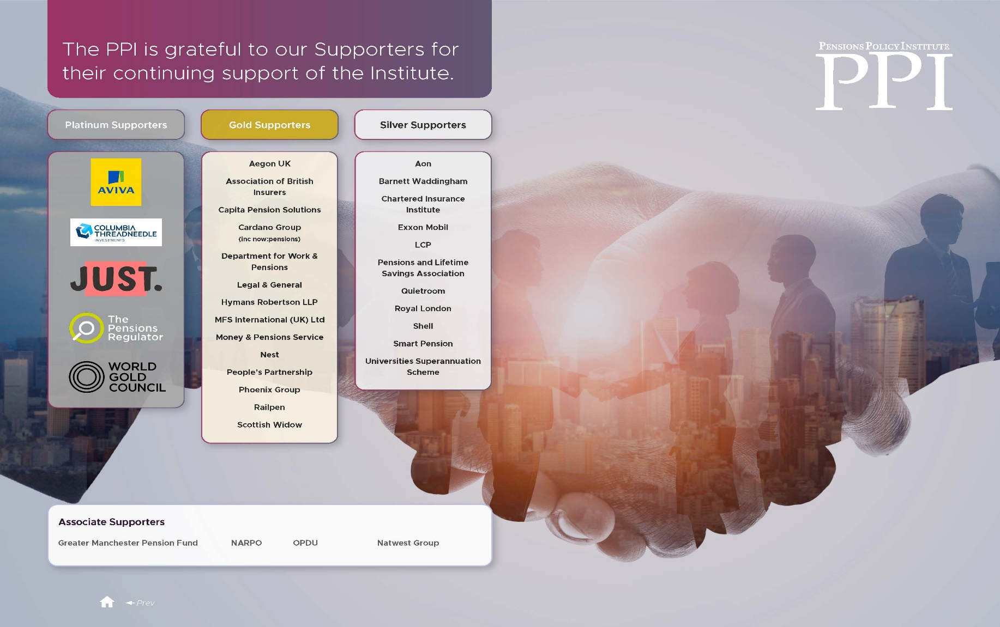 The PPI is grateful to our Supporters for
their continuing support of the Institute.
PENSIONS POLICY INSTITUTE
PPI
Platinum Supporters
AVIVA
COLUMBIA
THREADNEEDLE
INVESTMENTS
JUST.
The
Pensions
Regulator
WORLD
GOLD
COUNCIL
Gold Supporters
Aegon UK
Association of British
Insurers
Capita Pension Solutions
Cardano Group
(inc now:pensions)
Department for Work &
Pensions
Legal & General
Hymans Robertson LLP
MFS International (UK) Ltd
Money & Pensions Service
Nest
People's Partnership
Phoenix Group
Railpen
Scottish Widow
Silver Supporters
Aon
Barnett Waddingham
Chartered Insurance
Institute
Exxon Mobil
LCP
Pensions and Lifetime
Savings Association
Quietroom
Royal London
Shell
Smart Pension
Universities Superannuation
Scheme
Associate Supporters
Greater Manchester Pension Fund NARPO OPDU Natwest Group
Prev